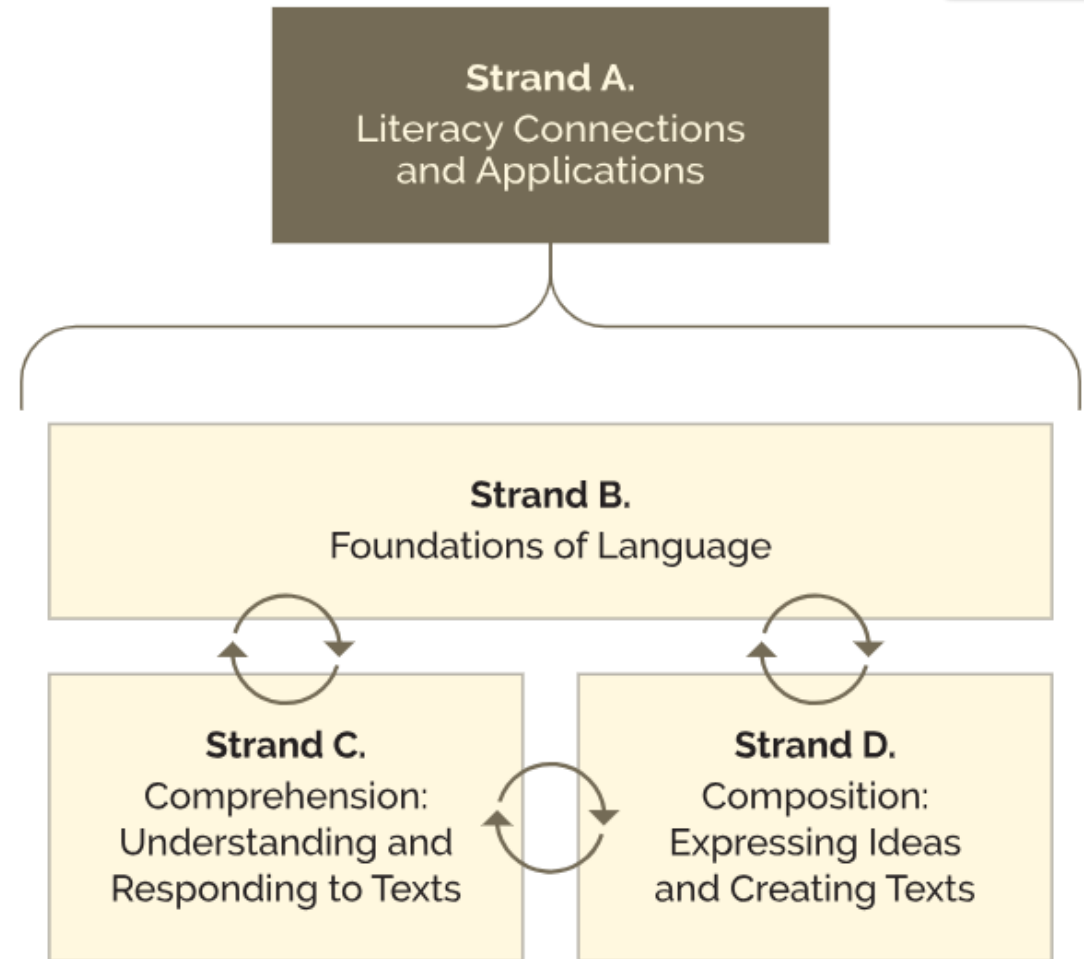 Strand A.
Literacy Connections
and Applications
Strand B.
Foundations of Language
Strand C.
Comprehension:
Understanding and
Responding to Texts
Strand D.
Composition:
Expressing Ideas
and Creating Texts